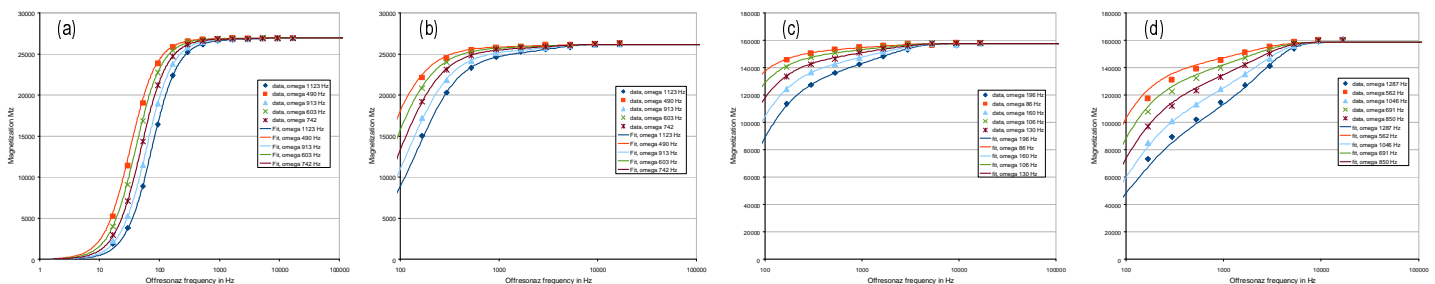 (a)
Magnetization Mz
30000
25000
20000
15000
10000
5000
0
1 10 100 1000 10000 100000
Offresonaz frequency in Hz
data, omega 1123 Hz
data, omega 490 Hz
data, omega 913 Hz
data, omega 603 Hz
data, omega 742
Fit, omega 1123 Hz
Fit, omega 490 Hz
Fit, omega 913 Hz
Fit, omega 603 Hz
Fit, omega 742 Hz
(b)
Magnetization Mz
30000
25000
20000
15000
10000
5000
0
100 1000 10000 100000
Offresonaz frequency in Hz
data, omega 1123 Hz
data, omega 490 Hz
data, omega 913 Hz
data, omega 603 Hz
data, omega 742
Fit, omega 1123 Hz
Fit, omega 490 Hz
Fit, omega 913 Hz
Fit, omega 603 Hz
Fit, omega 742 Hz
(c)
Magnetization Mz
180000
160000
140000
120000
100000
80000
60000
40000
20000
0
100 1000 10000 100000
Offresonaz frequency in Hz
data, omega 196 Hz
data, omega 86 Hz
data, omega 160 Hz
data, omega 106 Hz
data, omega 130 Hz
fit, omega 196 Hz
fit, omega 86 Hz
fit, omega 160 Hz
fit, omega 106 Hz
fit, omega 130 Hz
(d)
Magnetization Mz
180000
160000
140000
120000
100000
80000
60000
40000
20000
0
100 1000 10000 100000
Offresonaz frequency in Hz
data, omega 1287 Hz
data, omega 562 Hz
data, omega 1046 Hz
data, omega 691 Hz
data, omega 850 Hz
fit, omega 1287 Hz
fit, omega 562 Hz
fit, omega 1046 Hz
fit, omega 691 Hz
fit, omega 850 Hz